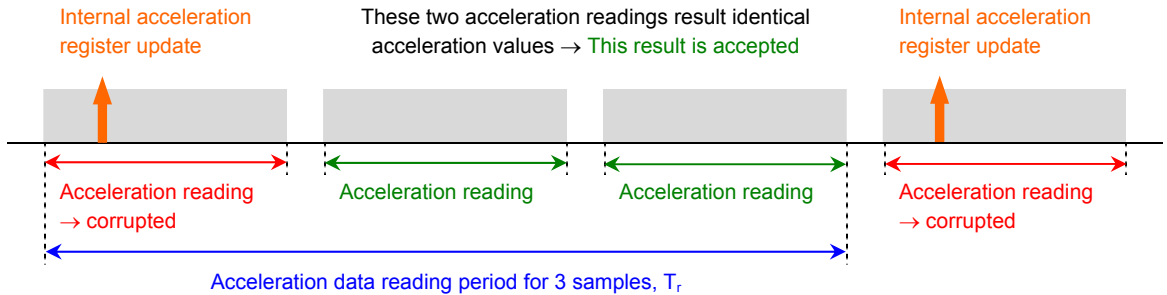 Internal acceleration
register update
These two acceleration readings result identical
acceleration values → This result is accepted
Internal acceleration
register update
Acceleration reading
→ corrupted
Acceleration reading
Acceleration reading
Acceleration reading
→ corrupted
Acceleration data reading period for 3 samples, Tr